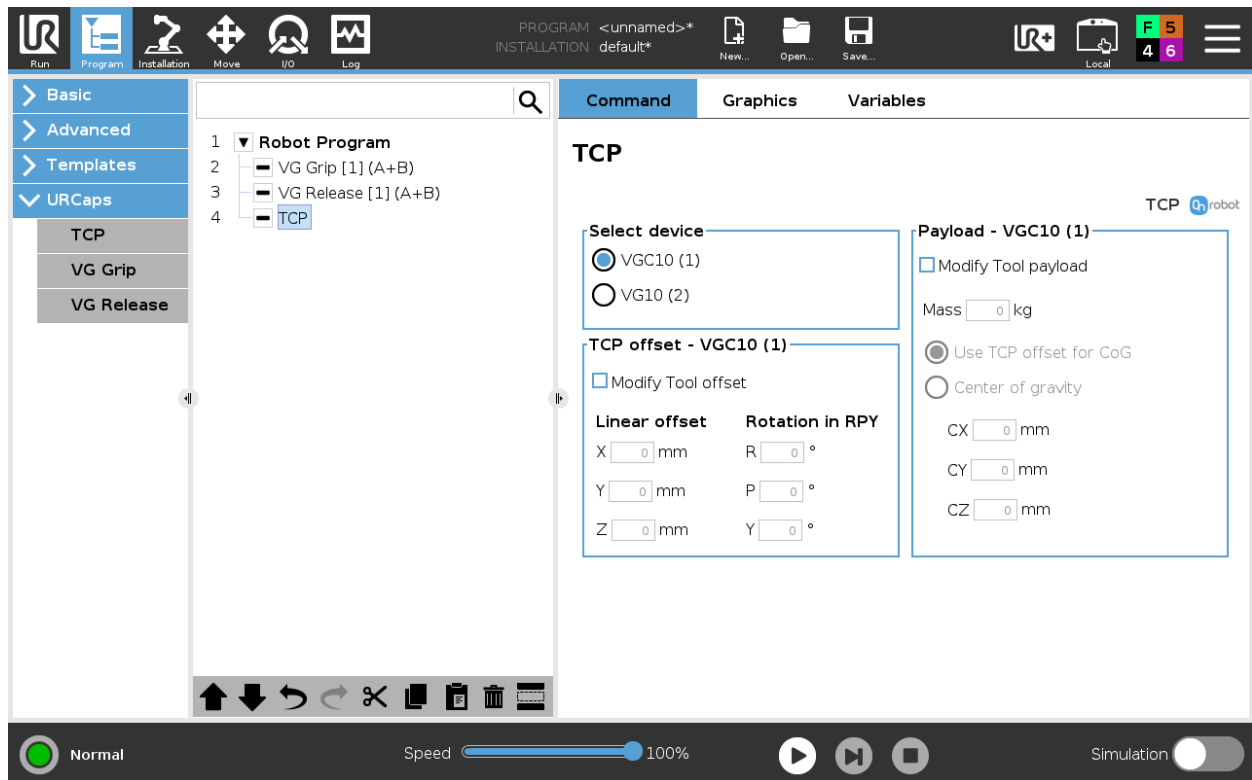 UR
Run
Program
Installation
Move
I/O
Log
PROGRAM <unnamed>*
INSTALLATION default*
New...
Open...
Save...
UR+
Local
F 5
4 6
Basic
Advanced
Templates
URCaps
TCP
VG Grip
VG Release
1 Robot Program
2 VG Grip [1] (A+B)
3 VG Release [1] (A+B)
4 TCP
Command Graphics Variables
TCP
TCP On robot
Select device
VGC10 (1)
VG10 (2)
TCP offset - VGC10 (1)
Modify Tool offset
Linear offset Rotation in RPY
X 0 mm R 0 °
Y 0 mm P 0 °
Z 0 mm Y 0 °
Payload - VGC10 (1)
Modify Tool payload
Mass 0 kg
Use TCP offset for CoG
Center of gravity
CX 0 mm
CY 0 mm
CZ 0 mm
Normal
Speed 100%
Simulation